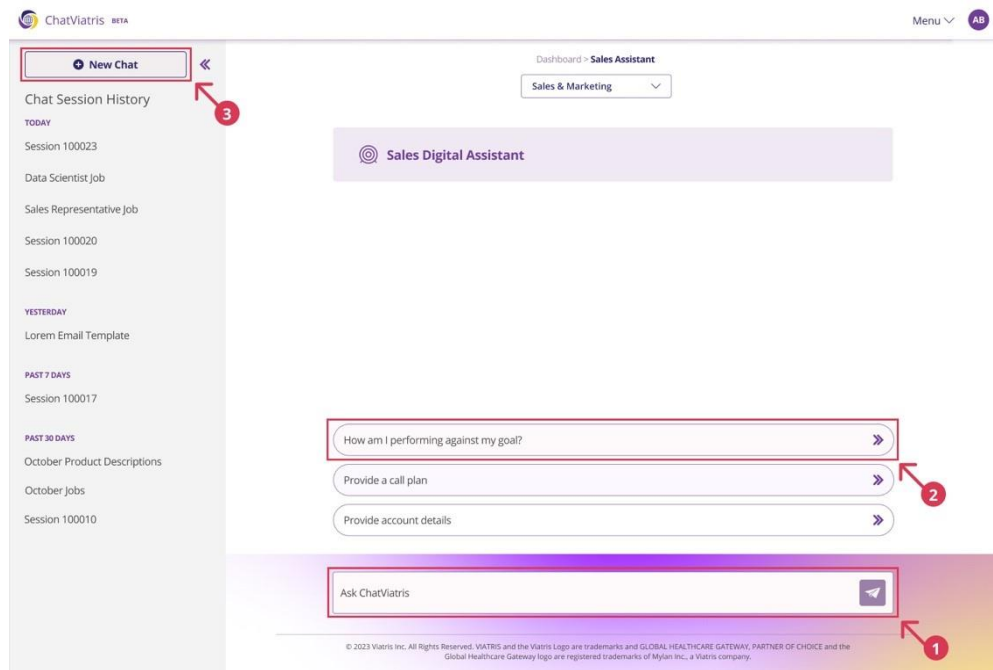 ChatViatris BETA
Menu
AB
New Chat
3
Chat Session History
TODAY
Session 100023
Data Scientist Job
Sales Representative Job
Session 100020
Session 100019
YESTERDAY
Lorem Email Template
PAST 7 DAYS
Session 100017
PAST 30 DAYS
October Product Descriptions
October Jobs
Session 100010
Dashboard > Sales Assistant
Sales & Marketing
Sales Digital Assistant
How am I performing against my goal?
2
Provide a call plan
Provide account details
Ask ChatViatris
1
© 2023 Viatris Inc. All Rights Reserved. VIATRIS and the Viatris Logo are trademarks and GLOBAL HEALTHCARE GATEWAY, PARTNER OF CHOICE and the
Global Healthcare Gateway logo are registered trademarks of Mylan Inc., a Viatris company.